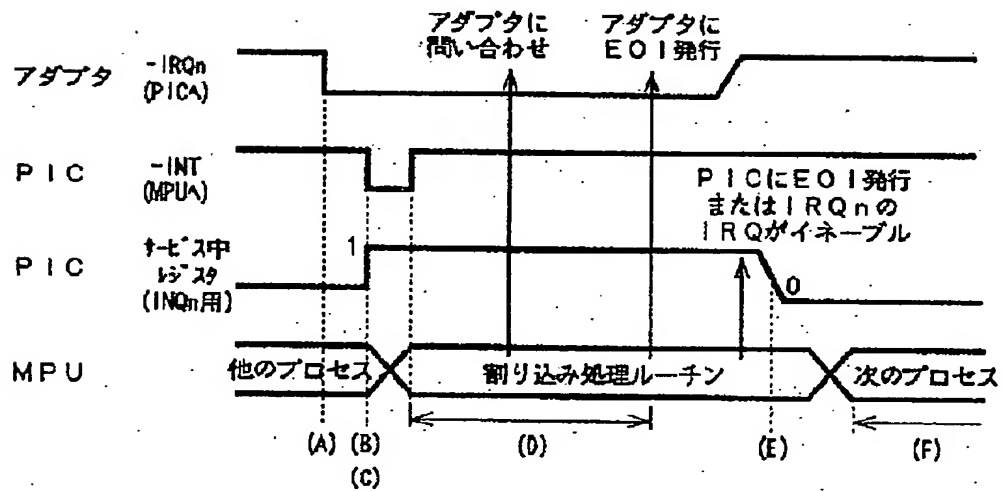 アダプタに
問い合わせ
アダプタに
EOI発行
アダプタ
-IRQn
(PICへ)
PIC
-INT
(MPUへ)
PICにEOI発行
またはIRQnの
IRQがイネーブル
PIC
サービス中
レジスタ
(INQn用)
1
0
MPU
他のプロセス
割り込み処理ルーチン
次のプロセス
(A)
(B)
(C)
(D)
(E)
(F)